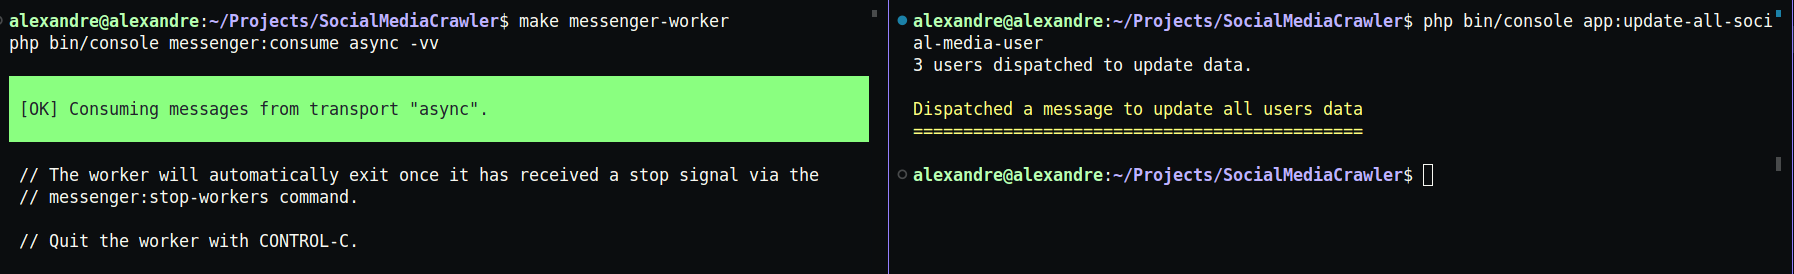 alexandre@alexandre:~/Projects/SocialMediaCrawler$ make messenger-worker
php bin/console messenger:consume async -vv
[OK] Consuming messages from transport "async".
// The worker will automatically exit once it has received a stop signal via the
// messenger:stop-workers command.
// Quit the worker with CONTROL-C.
alexandre@alexandre:~/Projects/SocialMediaCrawler$ php bin/console app:update-all-soci
al-media-user
3 users dispatched to update data.
Dispatched a message to update all users data
=============================================
alexandre@alexandre:~/Projects/SocialMediaCrawler$